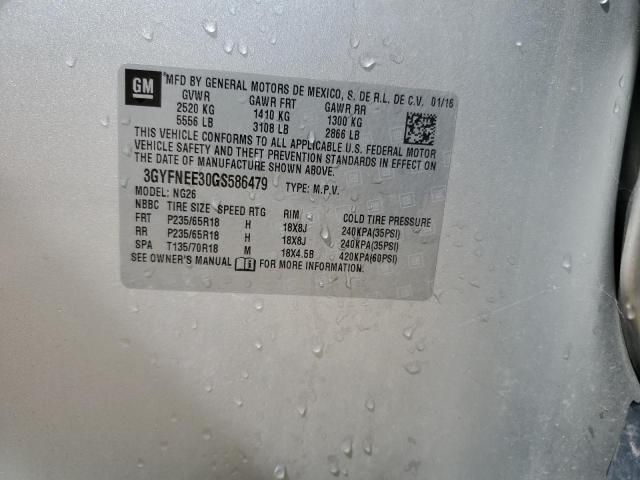 GM
MFD BY GENERAL MOTORS DE MEXICO, S. DE R.L. DE C.V. 01/16
GVWR GAWR FRT GAWR RR
2520 KG 1410 KG 1300 KG
5556 LB 3108 LB 2866 LB
THIS VEHICLE CONFORMS TO ALL APPLICABLE U.S. FEDERAL MOTOR
VEHICLE SAFETY AND THEFT PREVENTION STANDARDS IN EFFECT ON
THE DATE OF MANUFACTURE SHOWN ABOVE.
3GYFNEE30GS586479 TYPE: M.P.V.
MODEL: NG26
NBBC TIRE SIZE SPEED RTG RIM COLD TIRE PRESSURE
FRT P235/65R18 H 18X8J 240KPA(35PSI)
RR P235/65R18 H 18X8J 240KPA(35PSI)
SPA T135/70R18 M 18X4.5B 420KPA(60PSI)
SEE OWNER'S MANUAL FOR MORE INFORMATION.